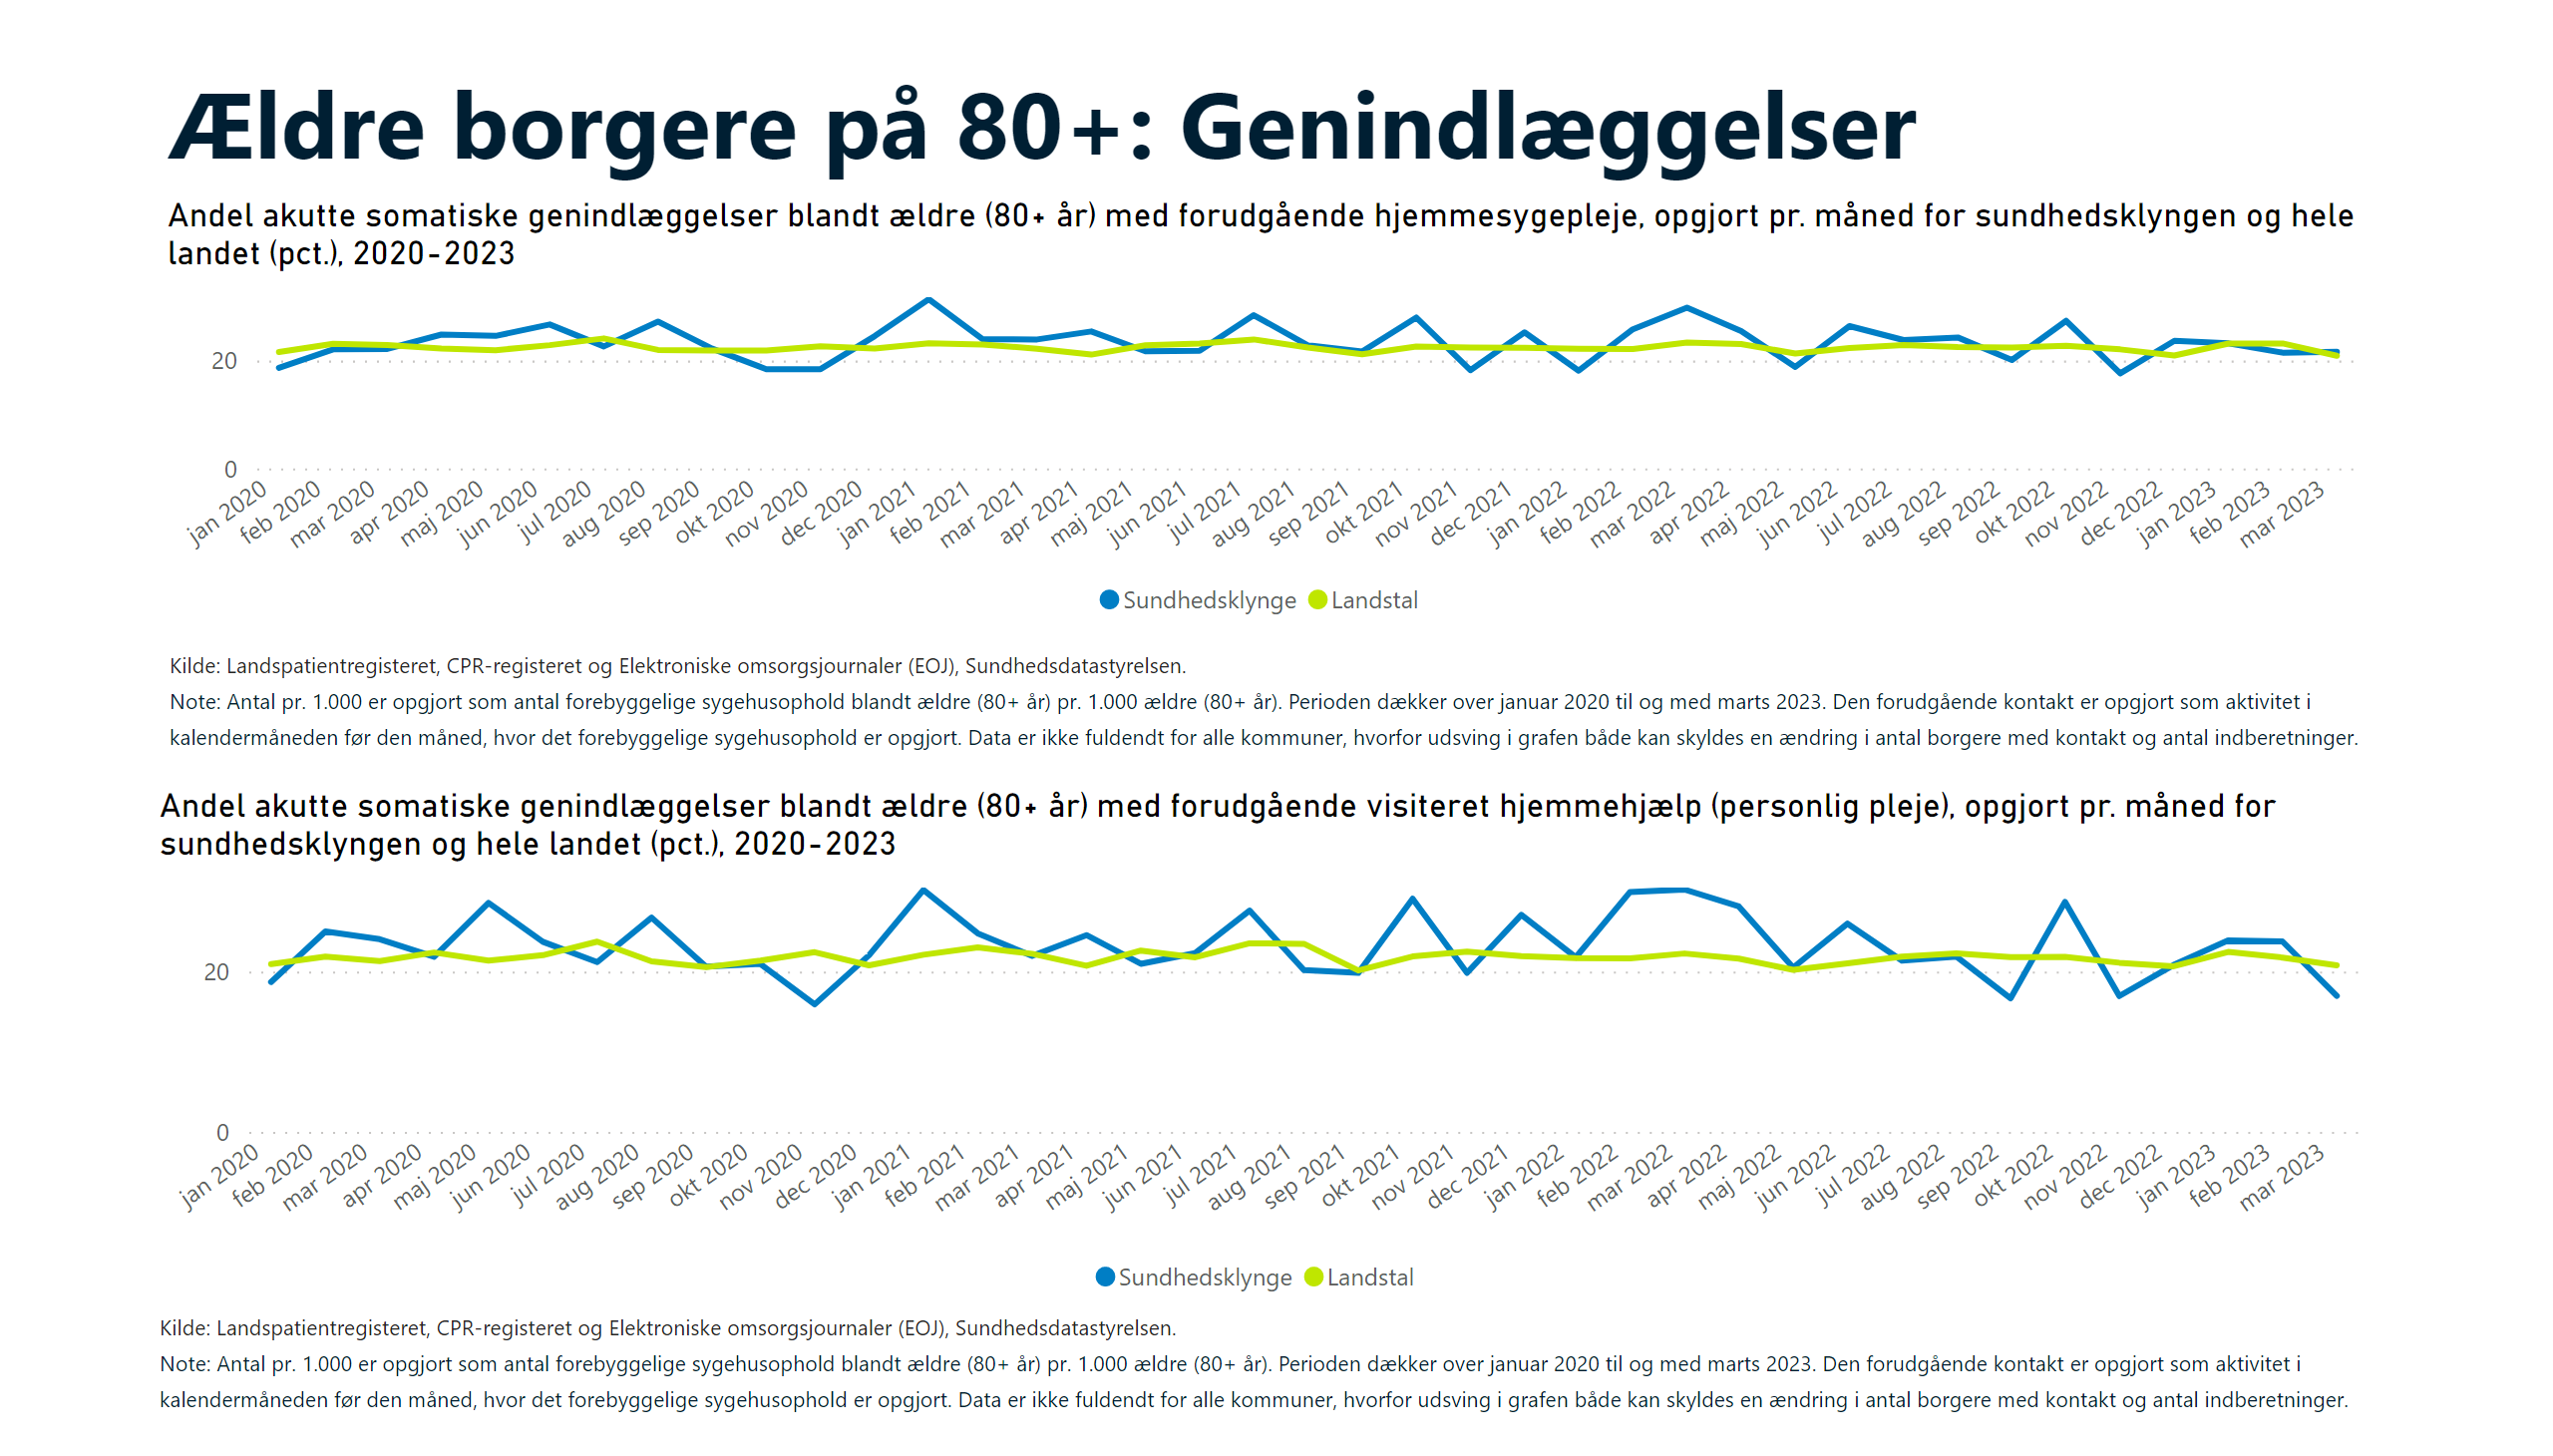 Ældre borgere på 80+: Genindlæggelser
Andel akutte somatiske genindlæggelser blandt ældre (80+ år) med forudgående hjemmesygepleje, opgjort pr. måned for sundhedsklyngen og hele
landet (pct.), 2020-2023
20
0
jan 2020
feb 2020
mar 2020
apr 2020
maj 2020
jun 2020
jul 2020
aug 2020
sep 2020
okt 2020
nov 2020
dec 2020
jan 2021
feb 2021
mar 2021
apr 2021
maj 2021
jun 2021
jul 2021
aug 2021
sep 2021
okt 2021
nov 2021
dec 2021
jan 2022
feb 2022
mar 2022
apr 2022
maj 2022
jun 2022
jul 2022
aug 2022
sep 2022
okt 2022
nov 2022
dec 2022
jan 2023
feb 2023
mar 2023
Sundhedsklynge Landstal
Kilde: Landspatientregisteret, CPR-registeret og Elektroniske omsorgsjournaler (EOJ), Sundhedsdatastyrelsen.
Note: Antal pr. 1.000 er opgjort som antal forebyggelige sygehusophold blandt ældre (80+ år) pr. 1.000 ældre (80+ år). Perioden dækker over januar 2020 til og med marts 2023. Den forudgående kontakt er opgjort som aktivitet i
kalendermåneden før den måned, hvor det forebyggelige sygehusophold er opgjort. Data er ikke fuldendt for alle kommuner, hvorfor udsving i grafen både kan skyldes en ændring i antal borgere med kontakt og antal indberetninger.
Andel akutte somatiske genindlæggelser blandt ældre (80+ år) med forudgående visiteret hjemmehjælp (personlig pleje), opgjort pr. måned for
sundhedsklyngen og hele landet (pct.), 2020-2023
20
0
jan 2020
feb 2020
mar 2020
apr 2020
maj 2020
jun 2020
jul 2020
aug 2020
sep 2020
okt 2020
nov 2020
dec 2020
jan 2021
feb 2021
mar 2021
apr 2021
maj 2021
jun 2021
jul 2021
aug 2021
sep 2021
okt 2021
nov 2021
dec 2021
jan 2022
feb 2022
mar 2022
apr 2022
maj 2022
jun 2022
jul 2022
aug 2022
sep 2022
okt 2022
nov 2022
dec 2022
jan 2023
feb 2023
mar 2023
Sundhedsklynge Landstal
Kilde: Landspatientregisteret, CPR-registeret og Elektroniske omsorgsjournaler (EOJ), Sundhedsdatastyrelsen.
Note: Antal pr. 1.000 er opgjort som antal forebyggelige sygehusophold blandt ældre (80+ år) pr. 1.000 ældre (80+ år). Perioden dækker over januar 2020 til og med marts 2023. Den forudgående kontakt er opgjort som aktivitet i
kalendermåneden før den måned, hvor det forebyggelige sygehusophold er opgjort. Data er ikke fuldendt for alle kommuner, hvorfor udsving i grafen både kan skyldes en ændring i antal borgere med kontakt og antal indberetninger.